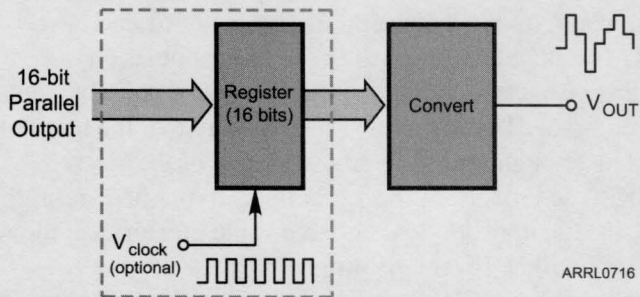 16-bit
Parallel
Output
Register
(16 bits)
Convert
V_OUT
V_clock
(optional)
ARRL0716